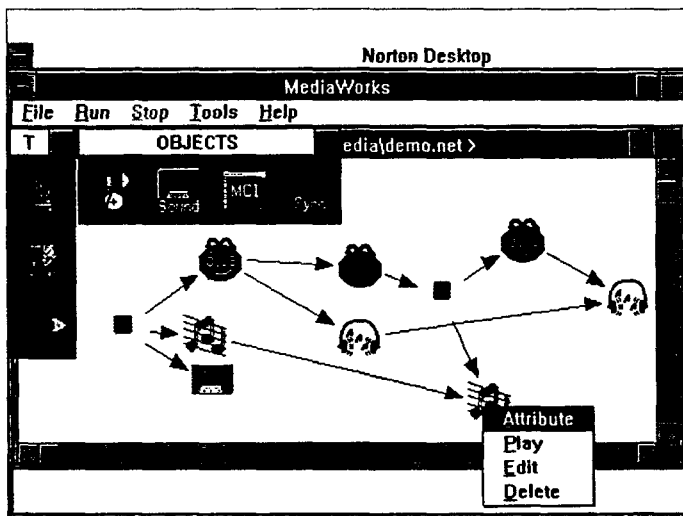 Norton Desktop
MediaWorks
File Run Stop Tools Help
T OBJECTS edia\demo.net >
Sound MCI Sync
A
Attribute
Play
Edit
Delete